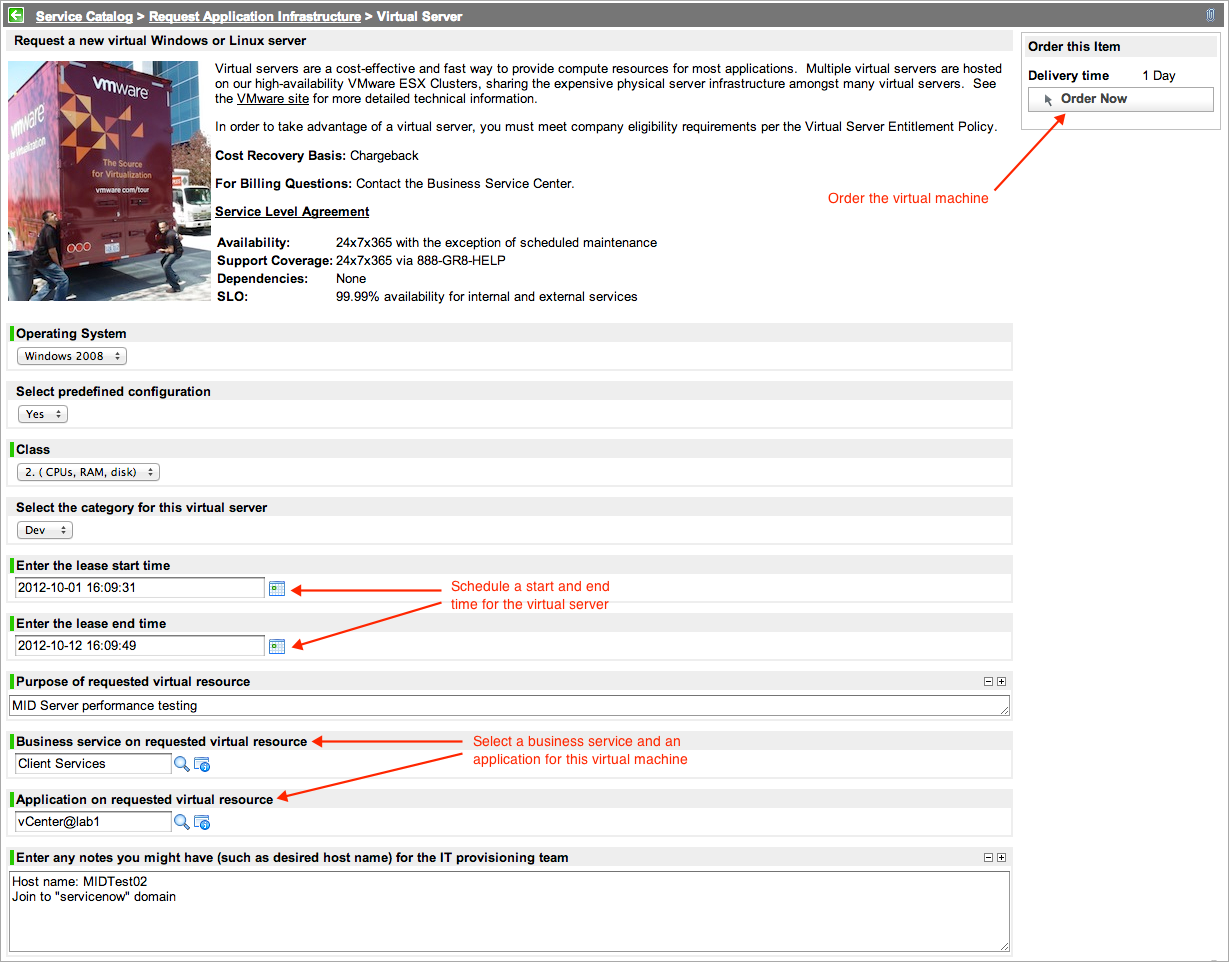 Service Catalog > Request Application Infrastructure > Virtual Server
Request a new virtual Windows or Linux server
vmware
vmware
for Virtualization
The Source
for Virtualization
vmware.com/tour
Virtual servers are a cost-effective and fast way to provide compute resources for most applications.  Multiple virtual servers are hosted
on our high-availability VMware ESX Clusters, sharing the expensive physical server infrastructure amongst many virtual servers.  See
the VMware site for more detailed technical information.
In order to take advantage of a virtual server, you must meet company eligibility requirements per the Virtual Server Entitlement Policy.
Cost Recovery Basis: Chargeback
For Billing Questions: Contact the Business Service Center.
Service Level Agreement
Availability: 24x7x365 with the exception of scheduled maintenance
Support Coverage: 24x7x365 via 888-GR8-HELP
Dependencies: None
SLO: 99.99% availability for internal and external services
Order this Item
Delivery time 1 Day
Order Now
Order the virtual machine
Operating System
Windows 2008
Select predefined configuration
Yes
Class
2. ( CPUs, RAM, disk)
Select the category for this virtual server
Dev
Enter the lease start time
2012-10-01 16:09:31
Schedule a start and end
time for the virtual server
Enter the lease end time
2012-10-12 16:09:49
Purpose of requested virtual resource
MID Server performance testing
Business service on requested virtual resource
Client Services
Select a business service and an
application for this virtual machine
Application on requested virtual resource
vCenter@lab1
Enter any notes you might have (such as desired host name) for the IT provisioning team
Host name: MIDTest02
Join to "servicenow" domain